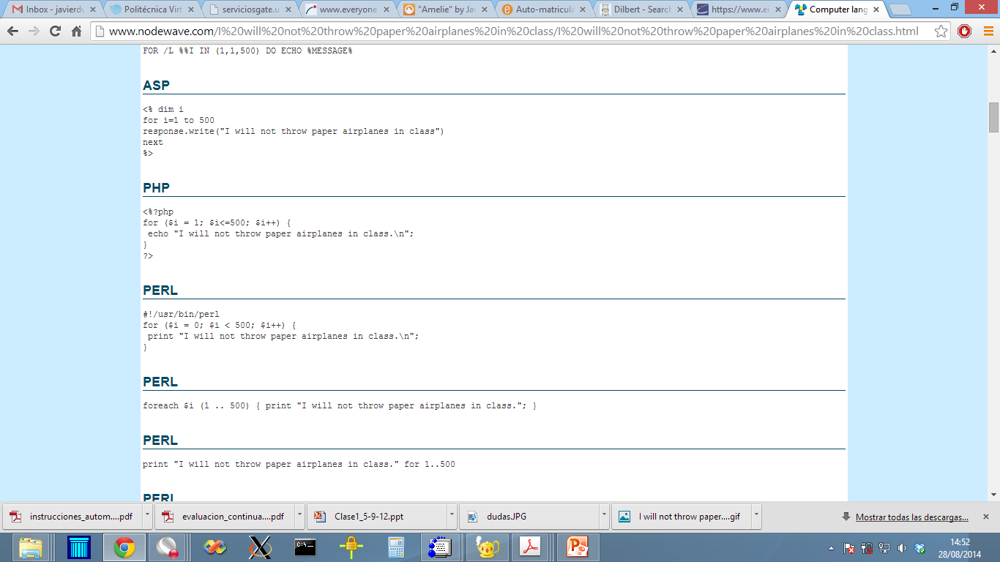 Inbox - javierdv
Politécnica Virt
serviciosgate.u
www.everyone
"Amelie" by Ja
Auto-matricula
Dilbert - Search
https://www.e
Computer lang
www.nodewave.com/I%20will%20not%20throw%20paper%20airplanes%20in%20class/I%20will%20not%20throw%20paper%20airplanes%20in%20class.html
FOR /L %%I IN (1,1,500) DO ECHO %MESSAGE%
ASP
<% dim i
for i=1 to 500
response.write("I will not throw paper airplanes in class")
next
%>
PHP
<%?php
for ($i = 1; $i<=500; $i++) {
 echo "I will not throw paper airplanes in class.\n";
}
?>
PERL
#!/usr/bin/perl
for ($i = 0; $i < 500; $i++) {
 print "I will not throw paper airplanes in class.\n";
}
PERL
foreach $i (1 .. 500) { print "I will not throw paper airplanes in class."; }
PERL
print "I will not throw paper airplanes in class." for 1..500
PERL
instrucciones_autom....pdf
evaluacion_continua....pdf
Clase1_5-9-12.ppt
dudas.JPG
I will not throw paper....gif
Mostrar todas las descargas...
14:52
28/08/2014